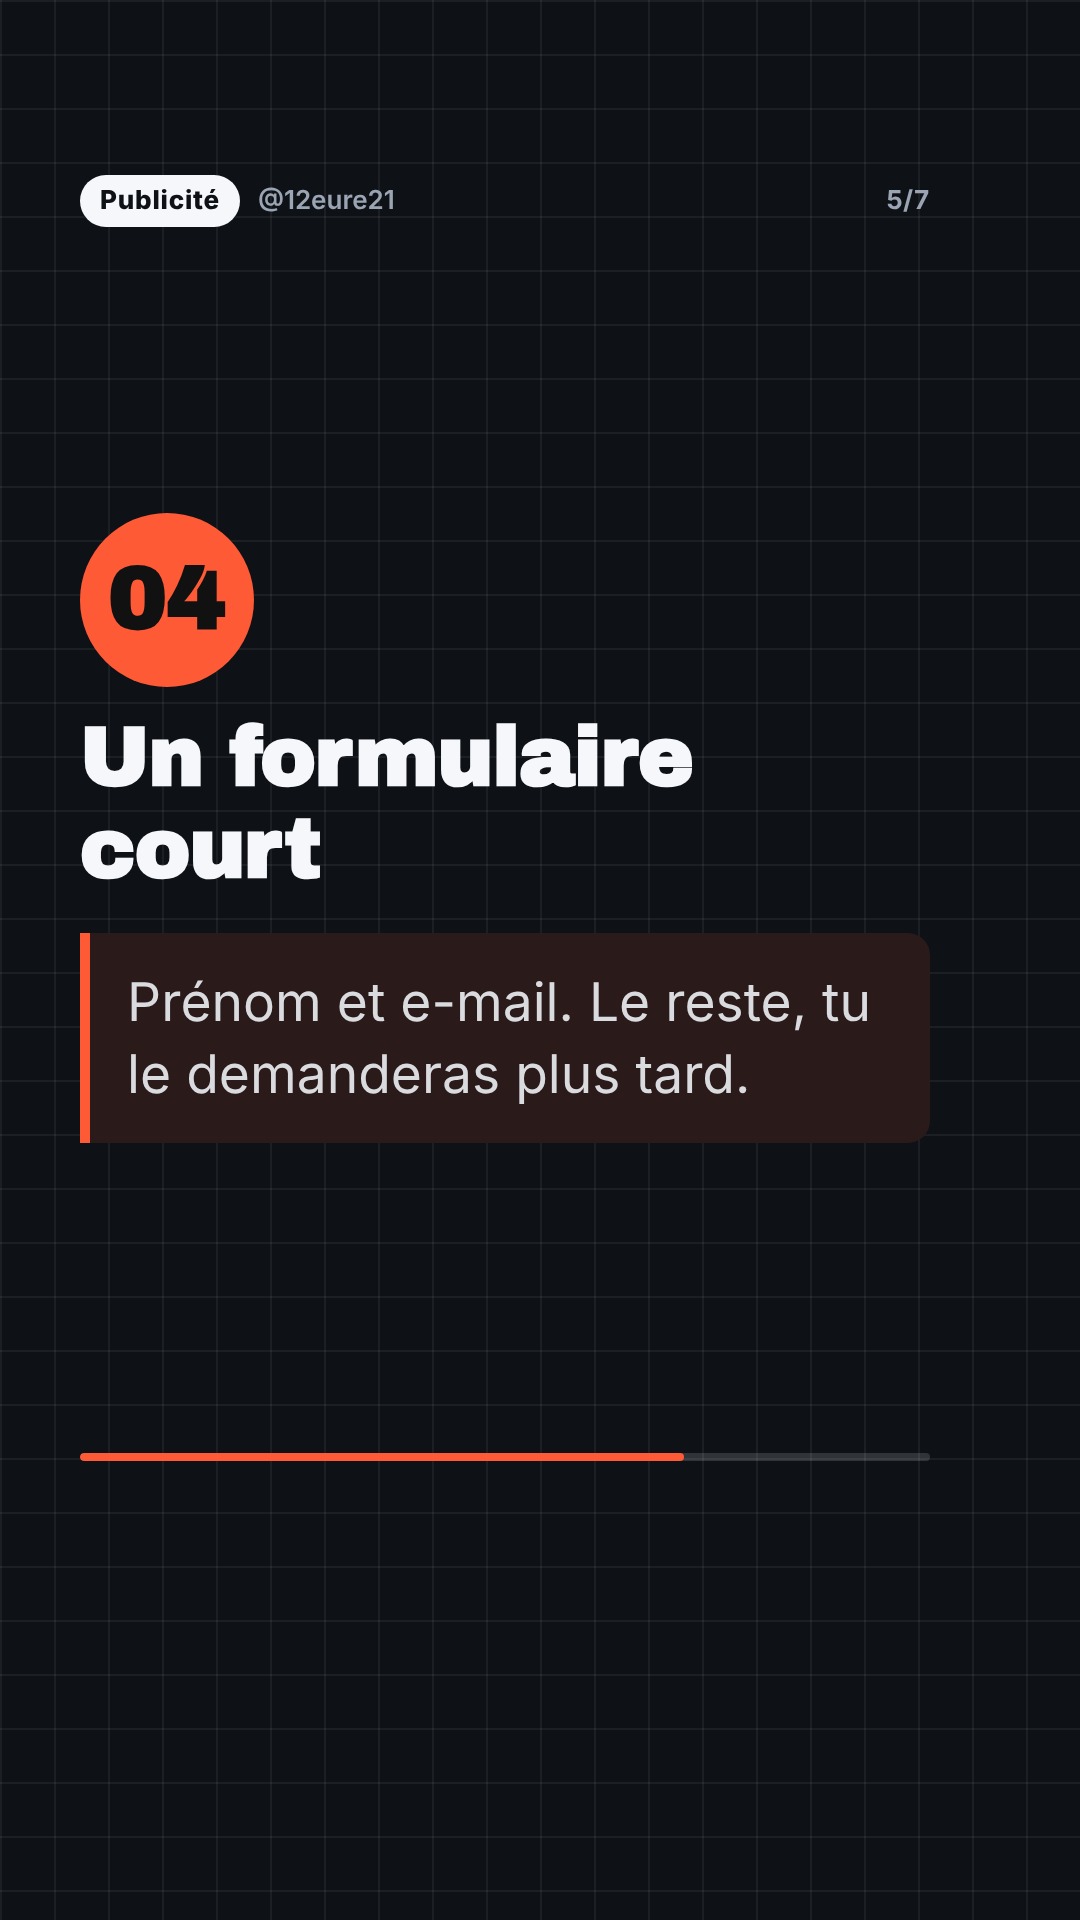 Publicité @12eure21 5/7
04
Un formulaire
court
Prénom et e-mail. Le reste, tu
le demanderas plus tard.